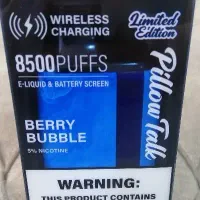 WIRELESS
CHARGING
Limited
Edition
8500PUFFS
E-LIQUID & BATTERY SCREEN
Pillow Talk
BERRY
BUBBLE
5% NICOTINE
WARNING:
THIS PRODUCT CONTAINS